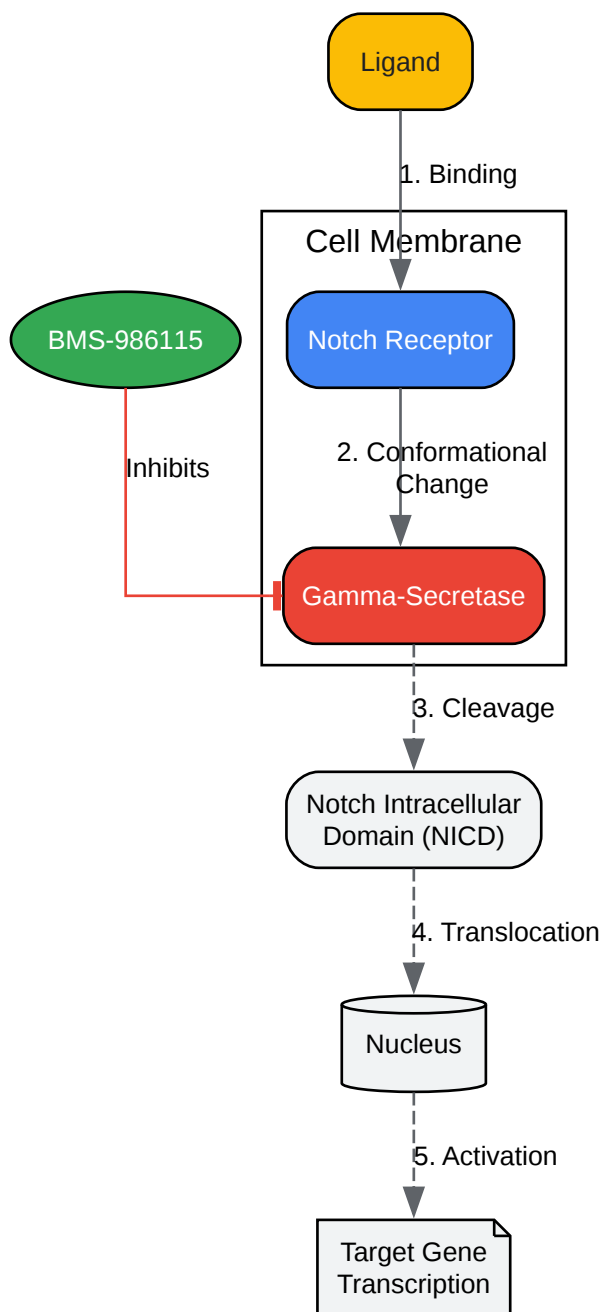 Ligand
1. Binding
Cell Membrane
BMS-986115
Notch Receptor
Inhibits
2. Conformational
Change
Gamma-Secretase
3. Cleavage
Notch Intracellular
Domain (NICD)
4. Translocation
Nucleus
5. Activation
Target Gene
Transcription